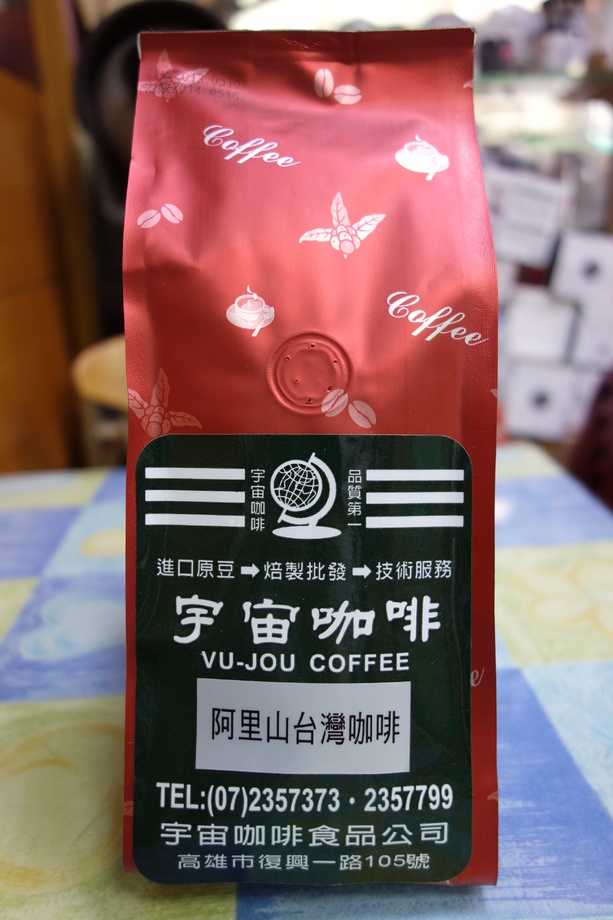 Coffee
Coffee
宇宙咖啡
品質第一
進口原豆➡焙製批發➡技術服務
宇宙咖啡
VU-JOU COFFEE
阿里山台灣咖啡
TEL:(07)2357373·2357799
宇宙咖啡食品公司
高雄市復興一路105號